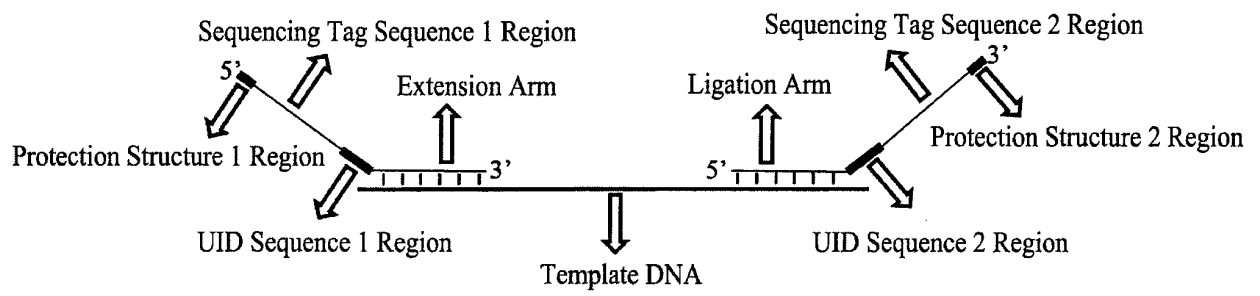 Sequencing Tag Sequence 1 Region
Sequencing Tag Sequence 2 Region
5’
3’
Extension Arm
Ligation Arm
Protection Structure 1 Region
Protection Structure 2 Region
3’
5’
UID Sequence 1 Region
UID Sequence 2 Region
Template DNA